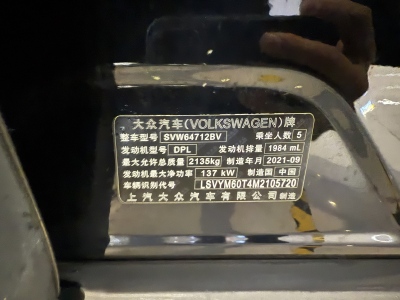 大众汽车(VOLKSWAGEN)牌
整车型号 SVW64712BV 乘坐人数 5
发动机型号 DPL 发动机排量 1984 mL
最大允许总质量 2135kg 制造年月 2021-09
发动机最大净功率 137 kW 制造国 中国
车辆识别代号 LSVYM60T4M2105720
上汽大众汽车有限公司 制造